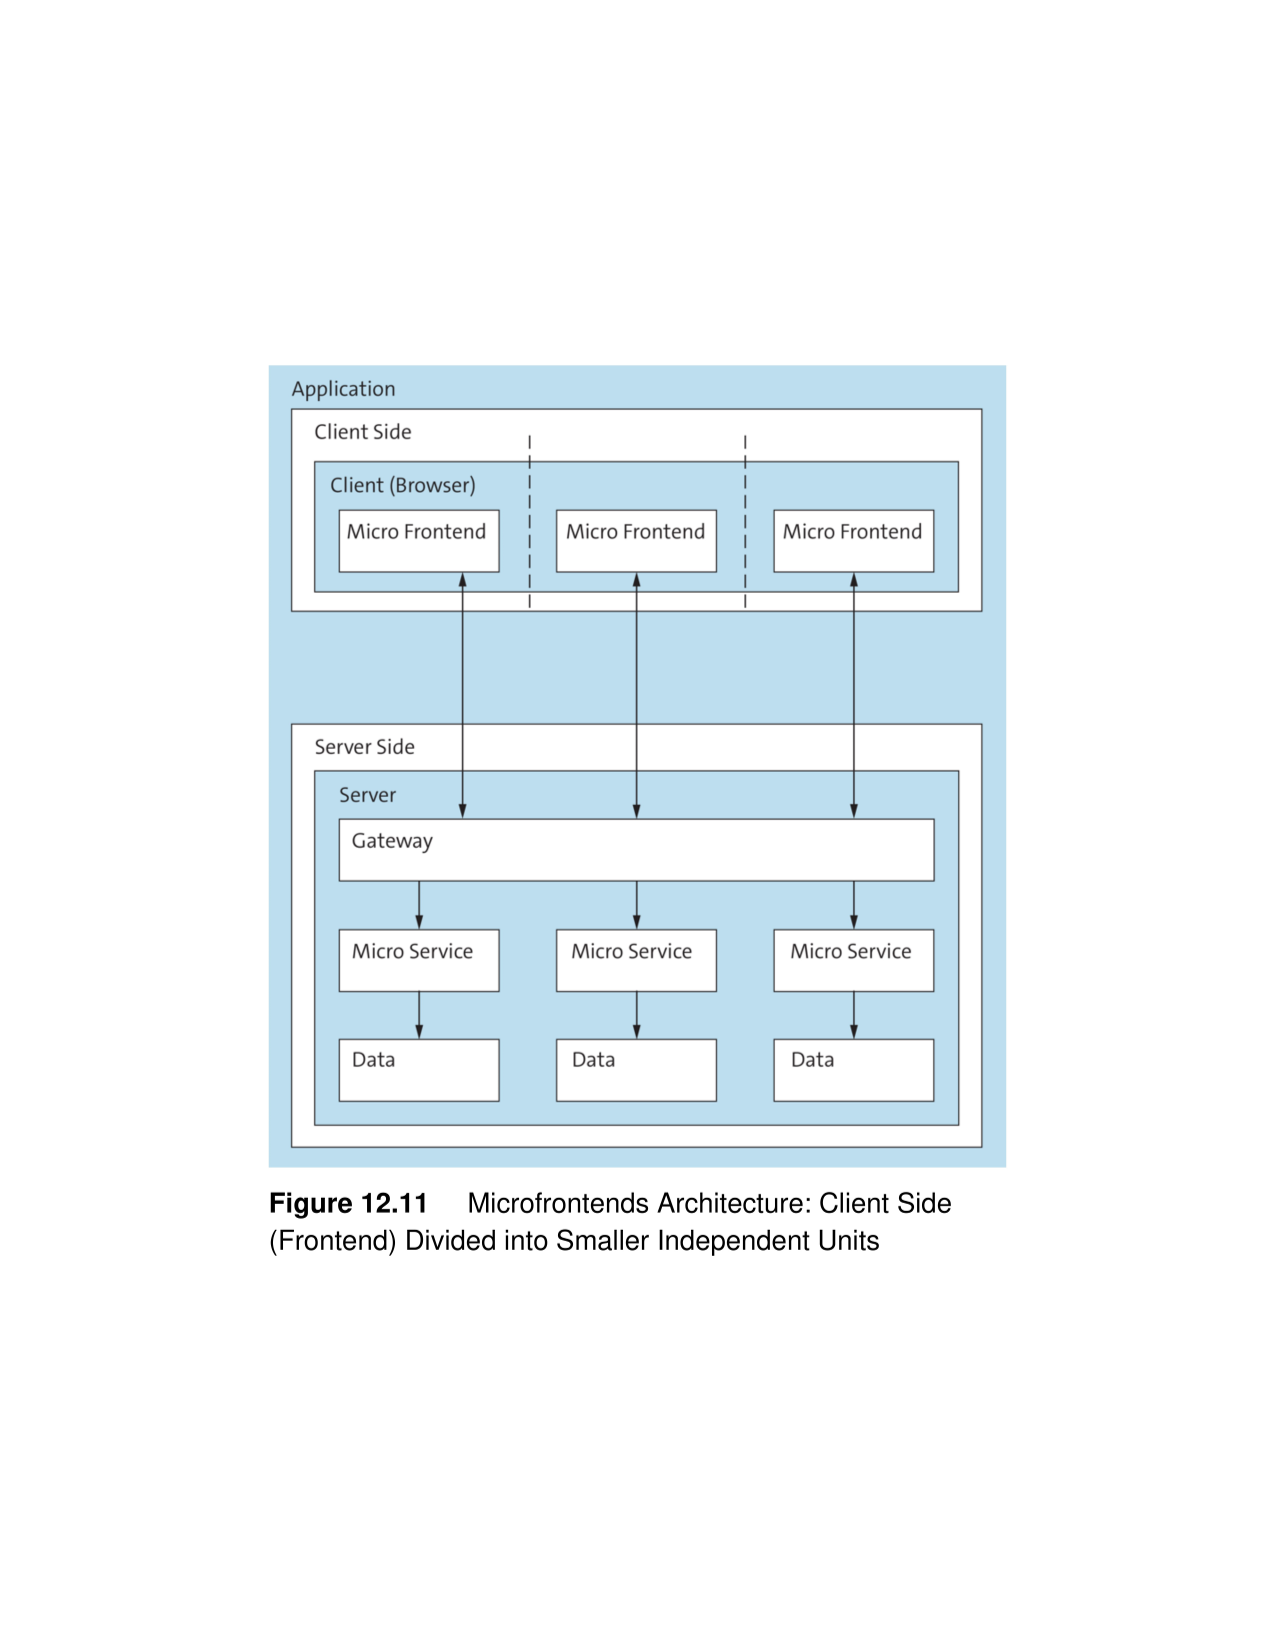 Application
Client Side
Client (Browser)
Micro Frontend Micro Frontend Micro Frontend
Server Side
Server
Gateway
Micro Service Micro Service Micro Service
Data Data Data
Figure 12.11 Microfrontends Architecture: Client Side
(Frontend) Divided into Smaller Independent Units